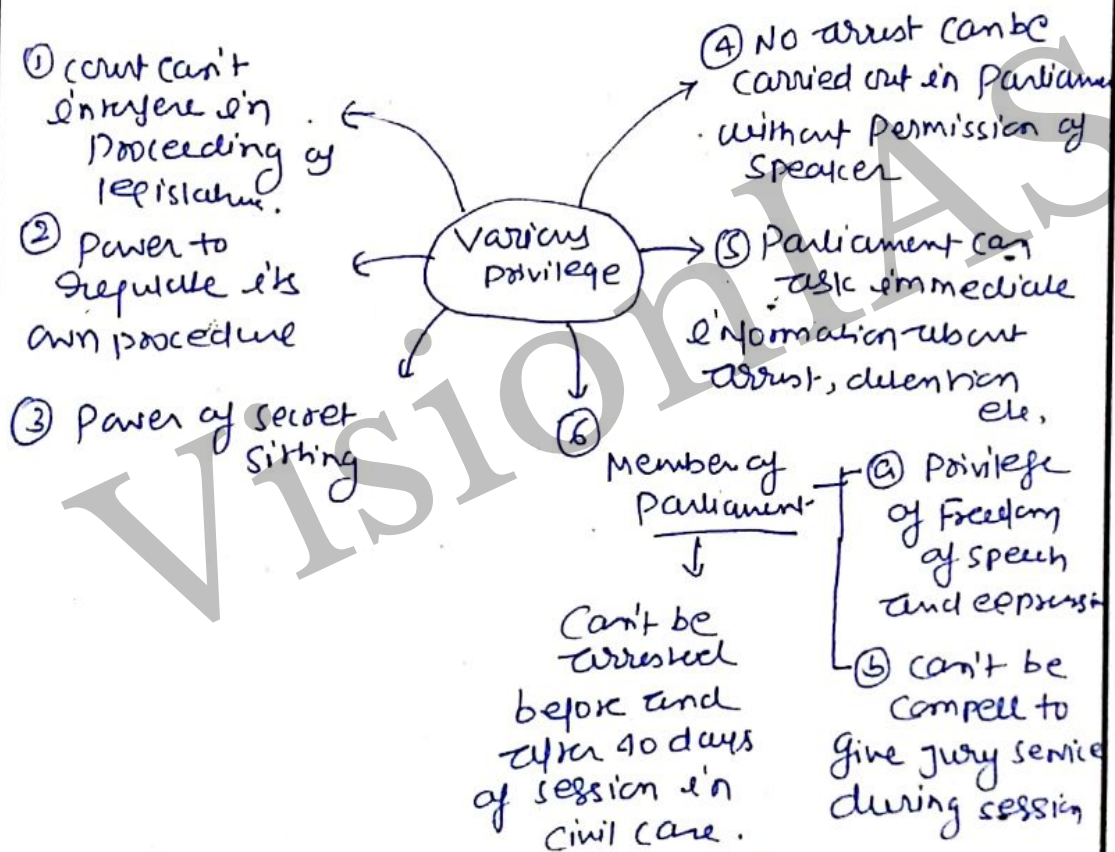 Various
privilege
① court can't
interfere in
proceeding of
legislature.
② power to
regulate its
own procedure
③ Power of secret
sitting
④ No arrest can be
carried out in Parliame
without Permission of
Speaker
⑤ Parliament can
ask immediate
information about
arrest, detention
etc.
⑥
Member of
Parliament
Can't be
arrested
before and
after 40 days
of session in
civil case.
ⓐ Privilege
of Freedom
of speech
and expressi
ⓑ can't be
compell to
give jury service
during session
VisionIAS